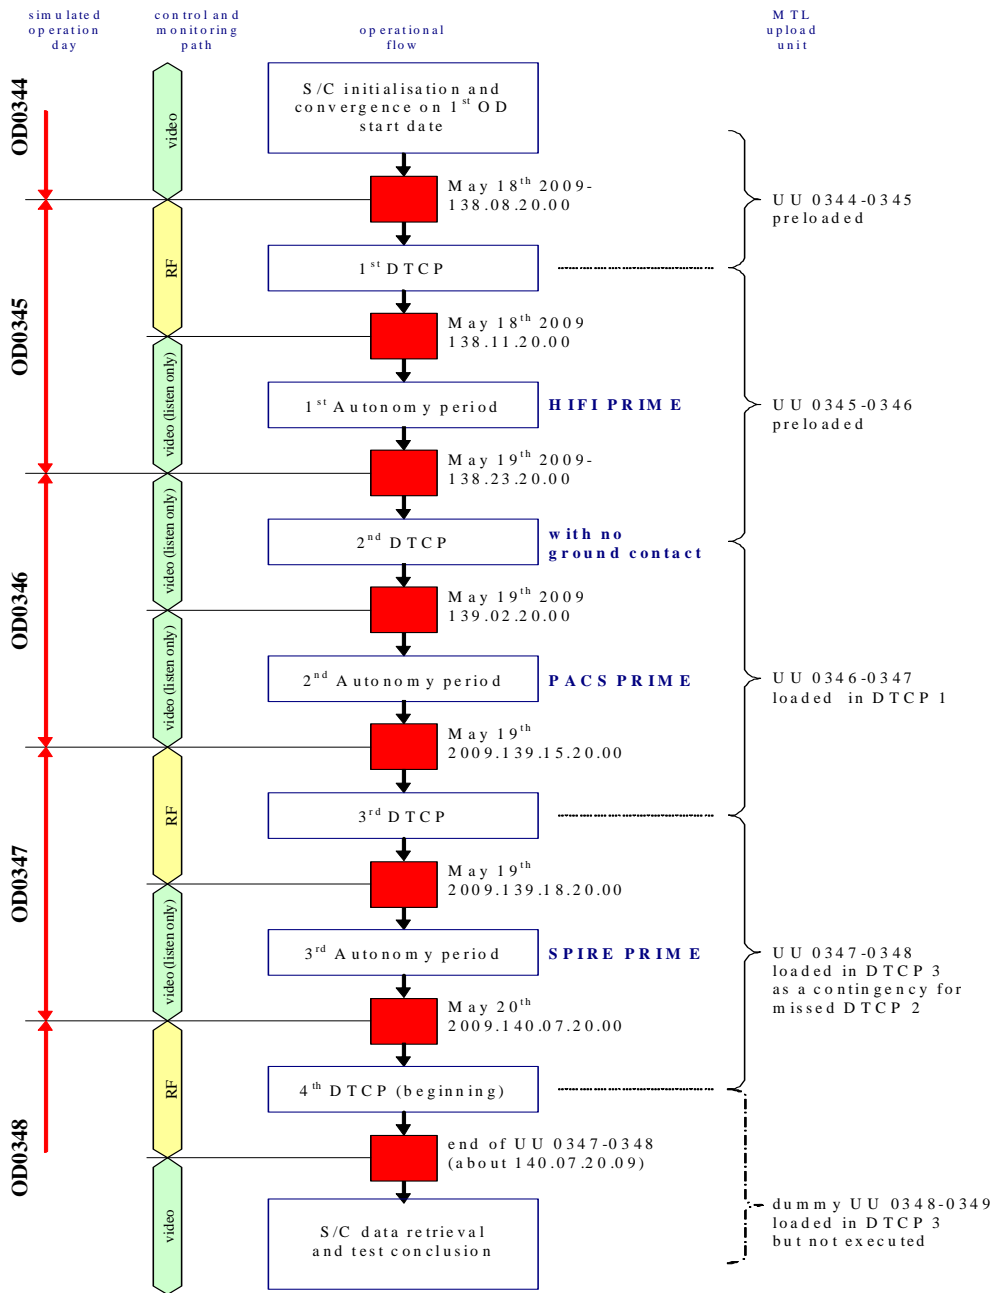 simulated
operation
day
control and
monitoring
path
operational
flow
MTL
upload
unit
OD0344
video
S/C initialisation and
convergence on 1st OD
start date
May 18th 2009-
138.08.20.00
UU 0344-0345
preloaded
OD0345
RF
1st DTCP
May 18th 2009
138.11.20.00
video (listen only)
1st Autonomy period
HIFI PRIME
UU 0345-0346
preloaded
May 19th 2009-
138.23.20.00
OD0346
video (listen only)
2nd DTCP
with no
ground contact
May 19th 2009
139.02.20.00
video (listen only)
2nd Autonomy period
PACS PRIME
UU 0346-0347
loaded in DTCP 1
May 19th
2009.139.15.20.00
OD0347
RF
3rd DTCP
May 19th
2009.139.18.20.00
video (listen only)
3rd Autonomy period
SPIRE PRIME
UU 0347-0348
loaded in DTCP 3
as a contingency for
missed DTCP 2
May 20th
2009.140.07.20.00
OD0348
RF
4th DTCP (beginning)
end of UU 0347-0348
(about 140.07.20.09)
video
S/C data retrieval
and test conclusion
dummy UU 0348-0349
loaded in DTCP 3
but not executed